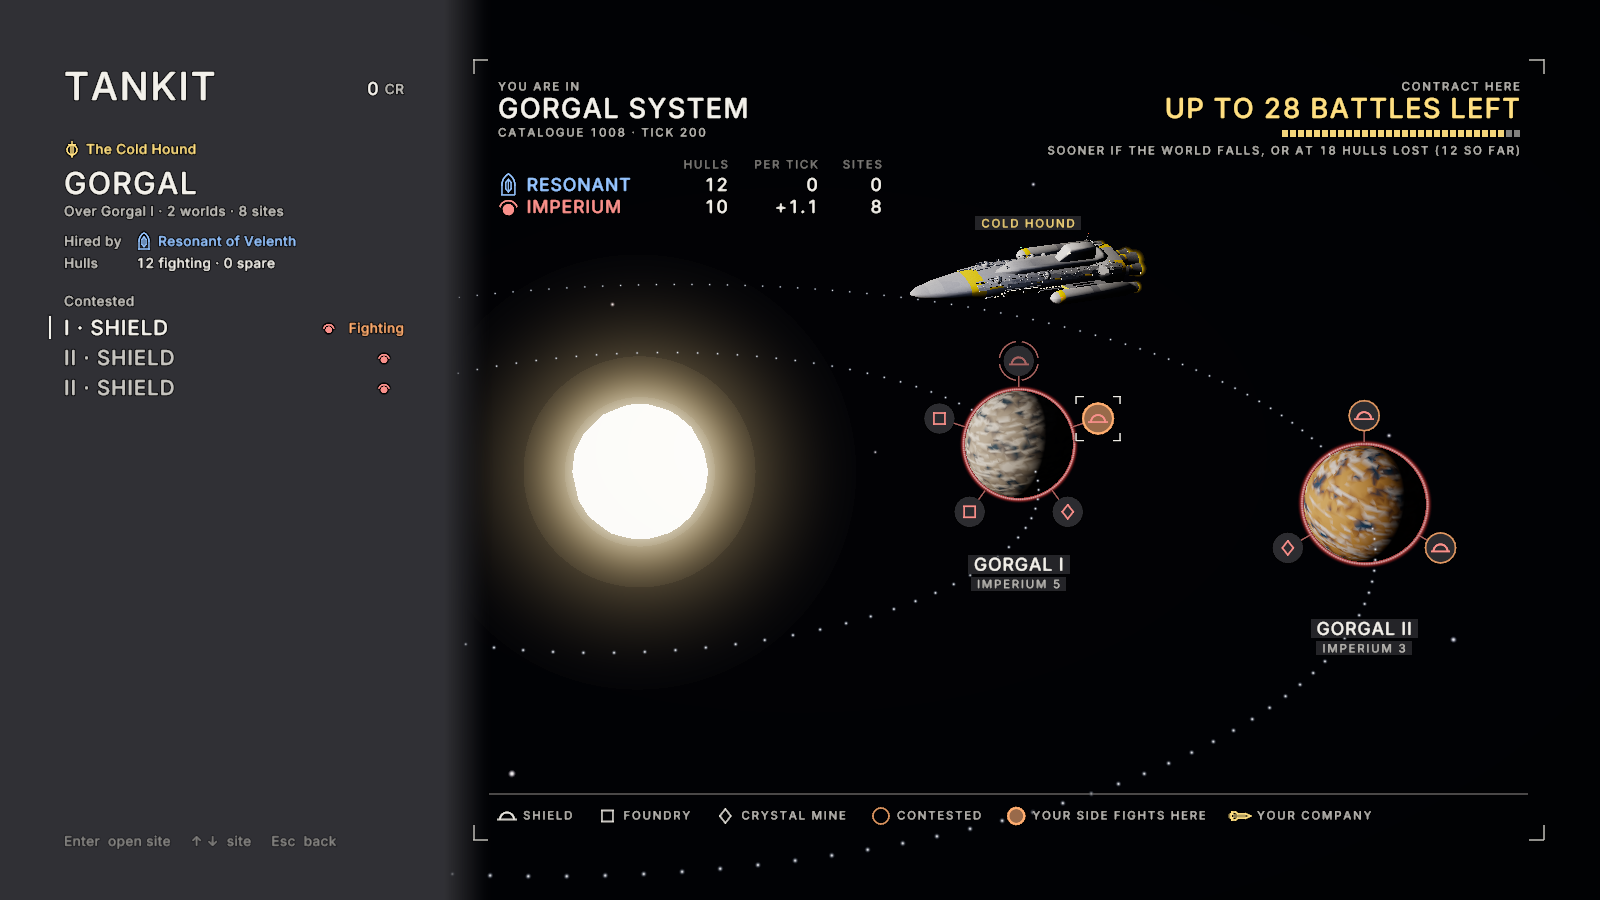 TANKIT
0 CR
The Cold Hound
GORGAL
Over Gorgal I · 2 worlds · 8 sites
Hired by Resonant of Velenth
Hulls 12 fighting · 0 spare
Contested
I · SHIELD Fighting
II · SHIELD
II · SHIELD
Enter open site ↑↓ site Esc back
YOU ARE IN
GORGAL SYSTEM
CATALOGUE 1008 · TICK 200
HULLS PER TICK SITES
RESONANT 12 0 0
IMPERIUM 10 +1.1 8
CONTRACT HERE
UP TO 28 BATTLES LEFT
SOONER IF THE WORLD FALLS, OR AT 18 HULLS LOST (12 SO FAR)
COLD HOUND
GORGAL I
IMPERIUM 5
GORGAL II
IMPERIUM 3
SHIELD FOUNDRY CRYSTAL MINE CONTESTED YOUR SIDE FIGHTS HERE YOUR COMPANY